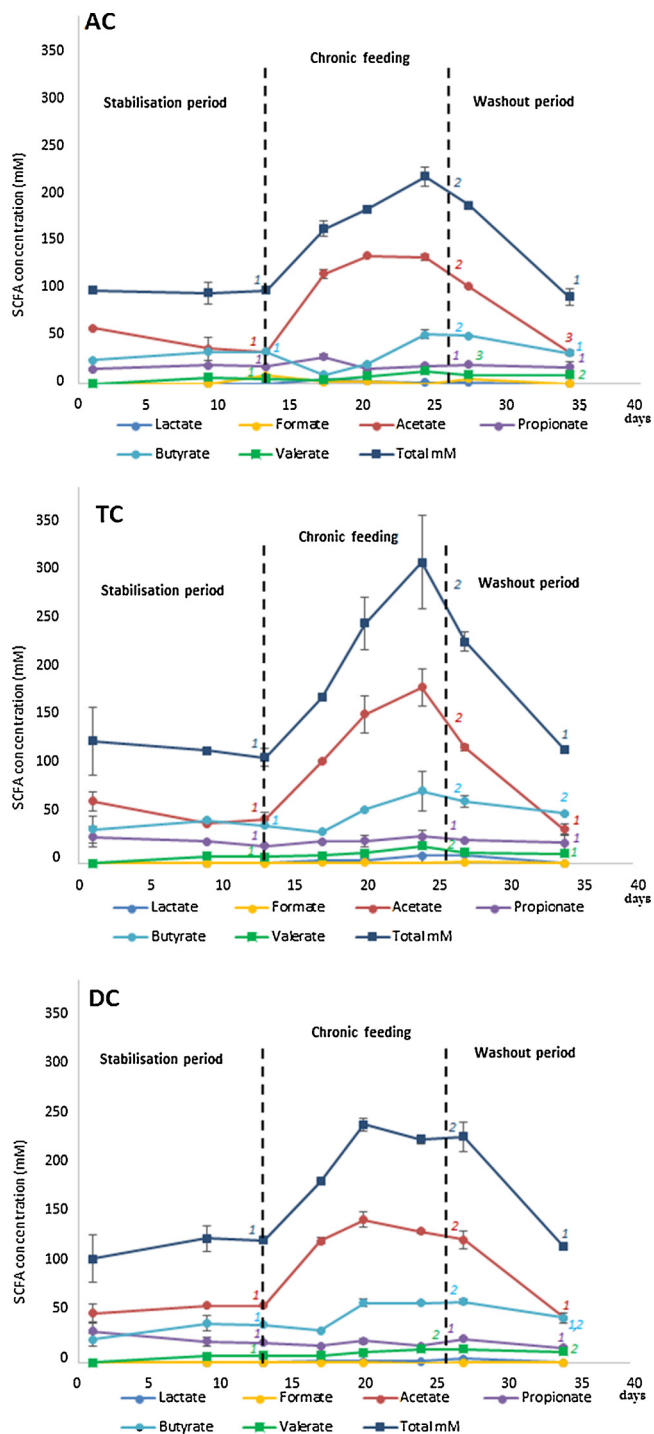 AC
350
Chronic feeding
300
Stabilisation period
Washout period
250
SCFA concentration (mM)
200
2
150
2
100
1
1
50
1
1
2
3
1
1
1
3
1
0
1
2
0 5 10 15 20 25 30 35 40
days
Lactate Formate Acetate Propionate
Butyrate Valerate Total mM
TC
350
Chronic feeding
300
Stabilisation period
2
Washout period
250
SCFA concentration (mM)
200
150
2
100
1
1
2
2
50
1
1
1
1
1
1
0
1
2
1
0 5 10 15 20 25 30 35 40
days
Lactate Formate Acetate Propionate
Butyrate Valerate Total mM
DC
350
Chronic feeding
300
Stabilisation period
Washout period
250
SCFA concentration (mM)
2
200
150
2
100
1
1
2
50
1
1
1
1,2
1
2
1
1
0
1
2
0 5 10 15 20 25 30 35 40
days
Lactate Formate Acetate Propionate
Butyrate Valerate Total mM